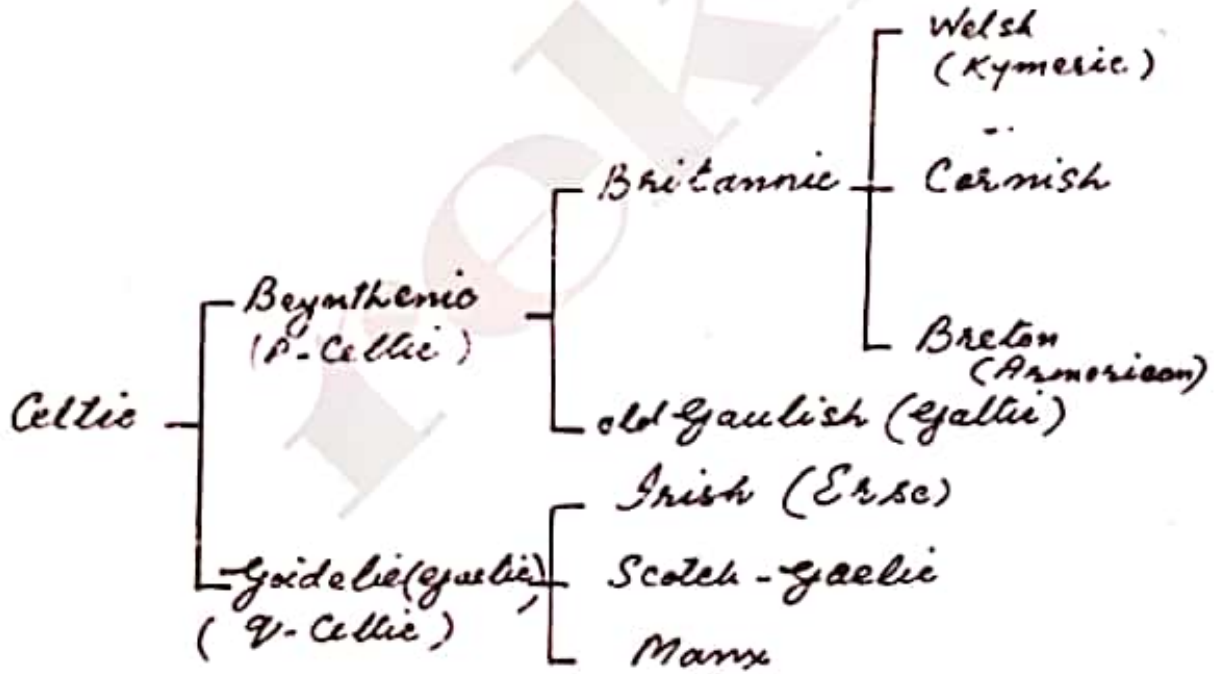 Welsh
(Kymeric)
Britannic
Cornish
Beynthenic
(P-Celtic)
Breton
(Armorican)
Celtic
old Gaulish (Gallic)
Irish (Erse)
Goidelic (Gaelic)
(q-Celtic)
Scotch-Gaelic
Manx